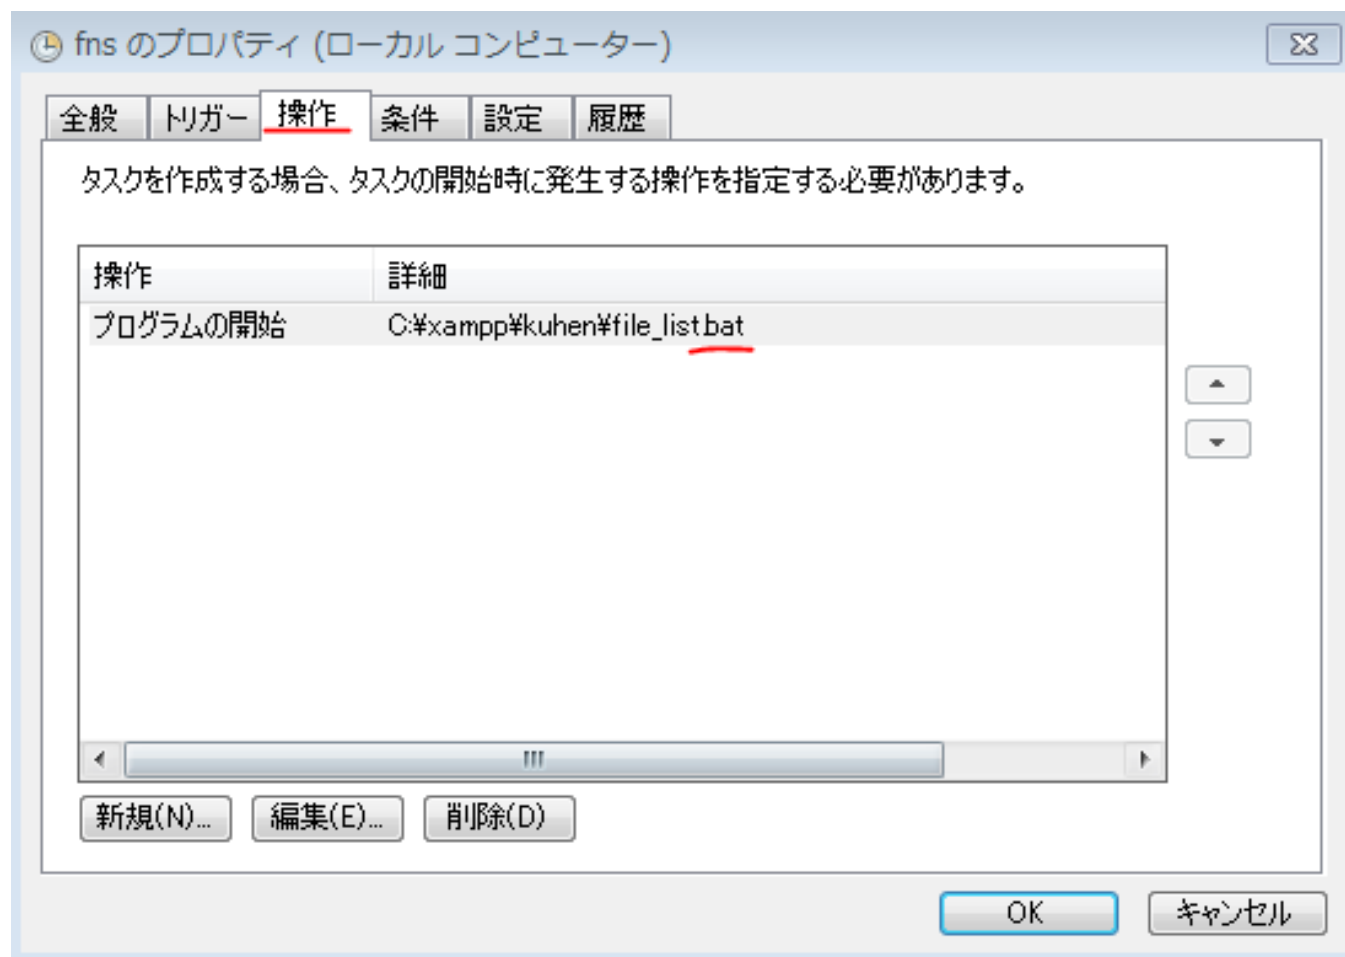 fns のプロパティ (ローカル コンピューター)
全般 トリガー 操作 条件 設定 履歴
タスクを作成する場合、タスクの開始時に発生する操作を指定する必要があります。
操作 詳細
プログラムの開始 C:¥xampp¥kuhen¥file_list.bat
新規(N)... 編集(E)... 削除(D)
OK キャンセル